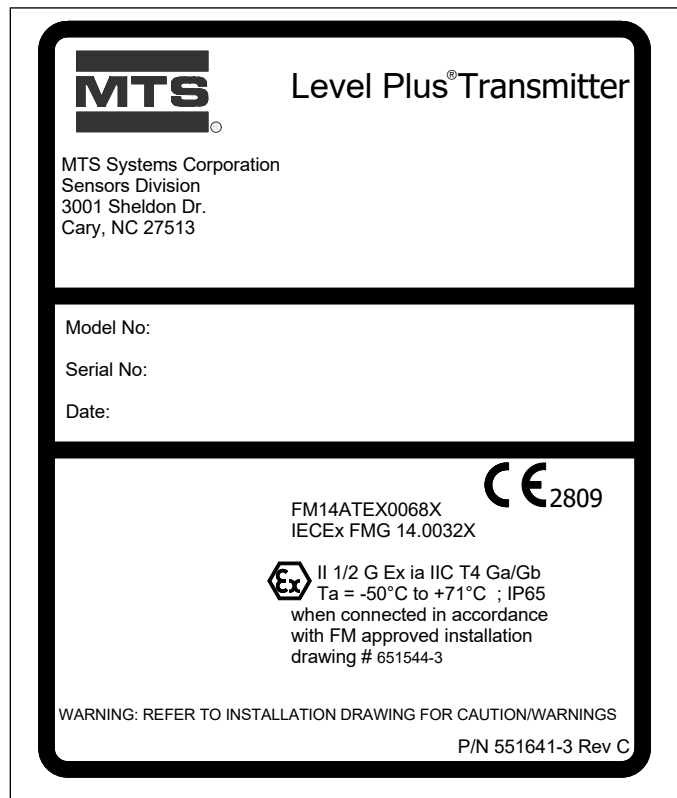 MTS
Level Plus® Transmitter
MTS Systems Corporation
Sensors Division
3001 Sheldon Dr.
Cary, NC 27513
Model No:
Serial No:
Date:
CE 2809
FM14ATEX0068X
IECEx FMG 14.0032X
Ex II 1/2 G Ex ia IIC T4 Ga/Gb
Ta = -50°C to +71°C ; IP65
when connected in accordance
with FM approved installation
drawing # 651544-3
WARNING: REFER TO INSTALLATION DRAWING FOR CAUTION/WARNINGS
P/N 551641-3 Rev C